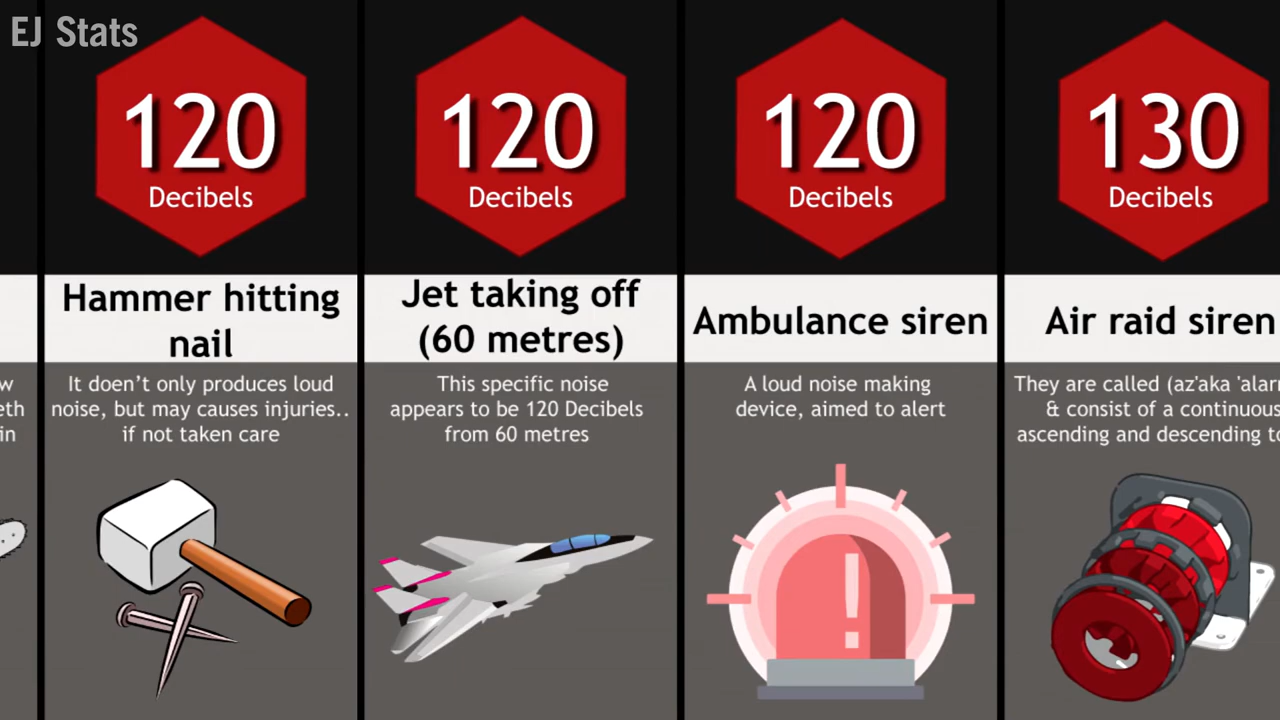 EJ Stats
120
Decibels
Hammer hitting
nail
It doen't only produces loud
noise, but may causes injuries..
if not taken care
120
Decibels
Jet taking off
(60 metres)
This specific noise
appears to be 120 Decibels
from 60 metres
120
Decibels
Ambulance siren
A loud noise making
device, aimed to alert
130
Decibels
Air raid siren
They are called (az'aka 'alarm
& consist of a continuous
ascending and descending